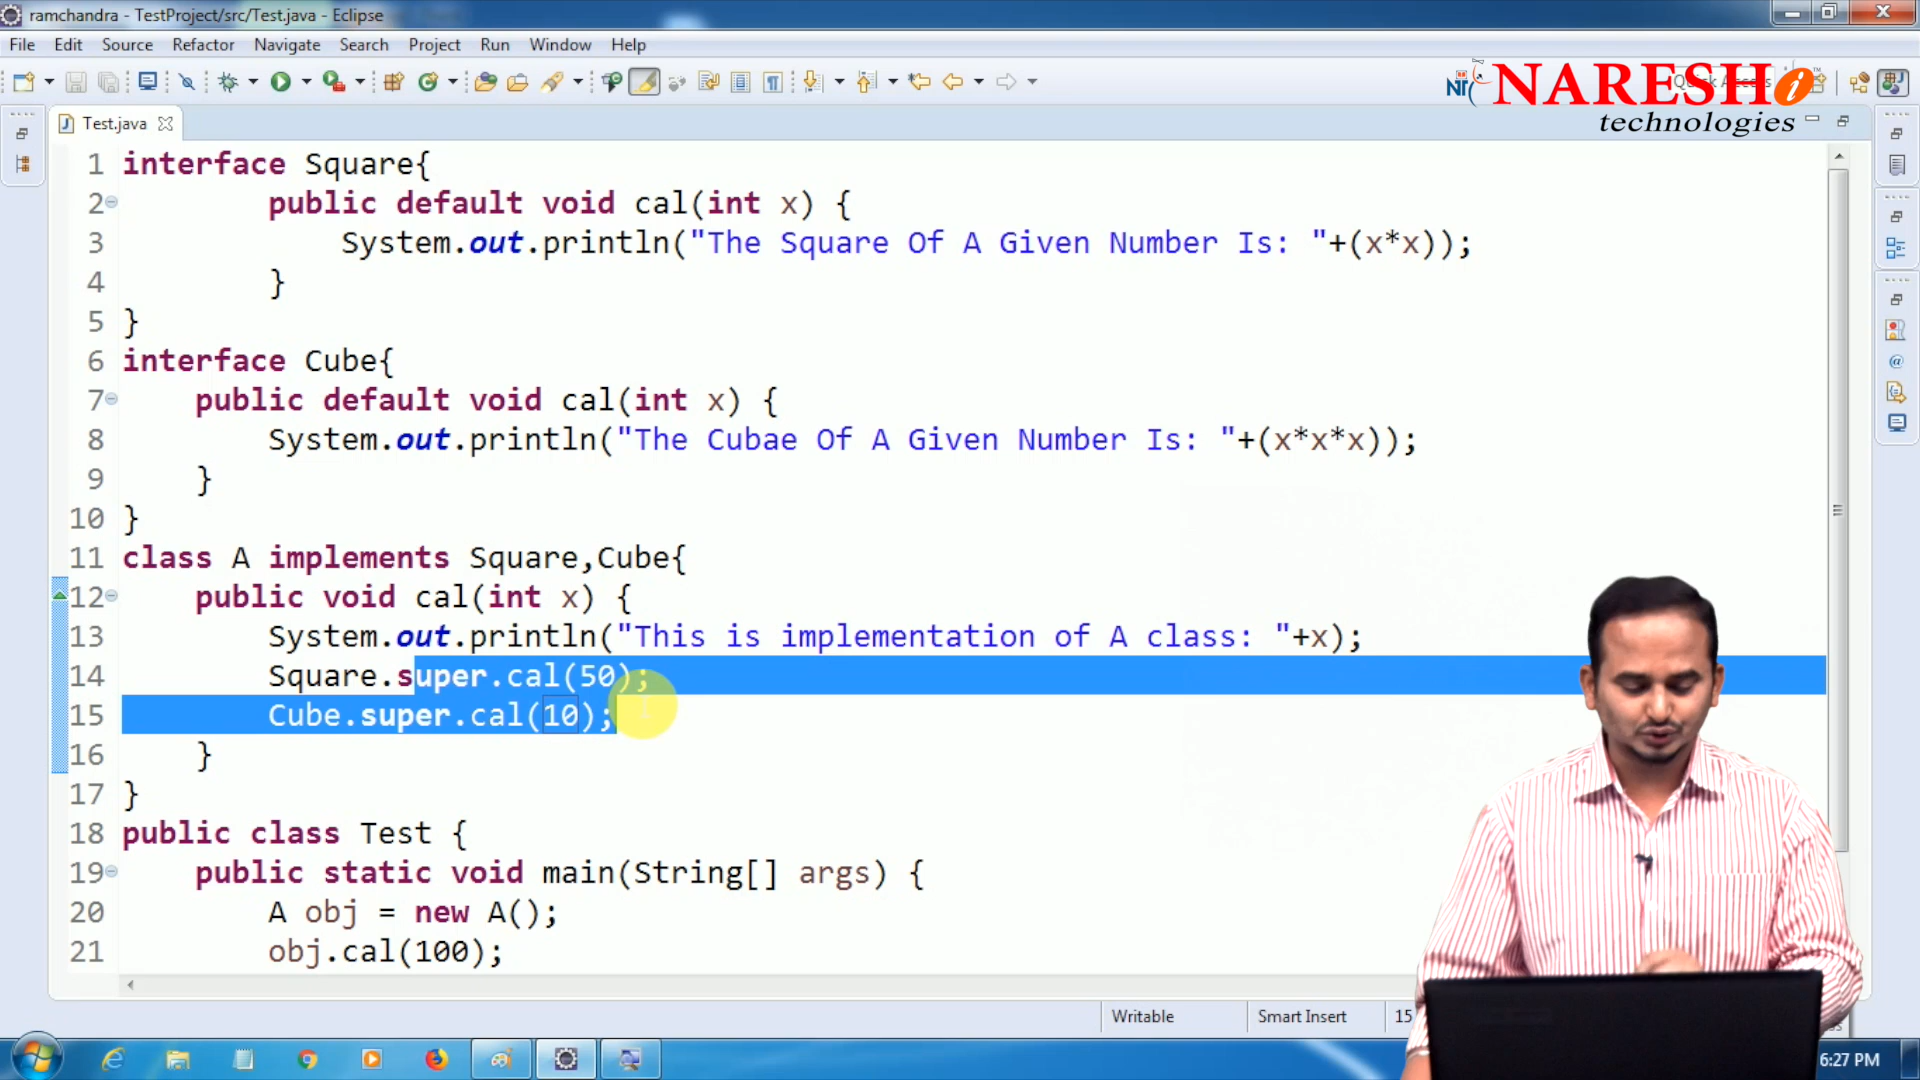 ramchandra - TestProject/src/Test.java - Eclipse
File Edit Source Refactor Navigate Search Project Run Window Help
NARESH i
technologies
Test.java
1 interface Square{
2 public default void cal(int x) {
3 System.out.println("The Square Of A Given Number Is: "+(x*x));
4 }
5 }
6 interface Cube{
7 public default void cal(int x) {
8 System.out.println("The Cubae Of A Given Number Is: "+(x*x*x));
9 }
10 }
11 class A implements Square,Cube{
12 public void cal(int x) {
13 System.out.println("This is implementation of A class: "+x);
14 Square.super.cal(50);
15 Cube.super.cal(10);
16 }
17 }
18 public class Test {
19 public static void main(String[] args) {
20 A obj = new A();
21 obj.cal(100);
Writable Smart Insert 15
6:27 PM